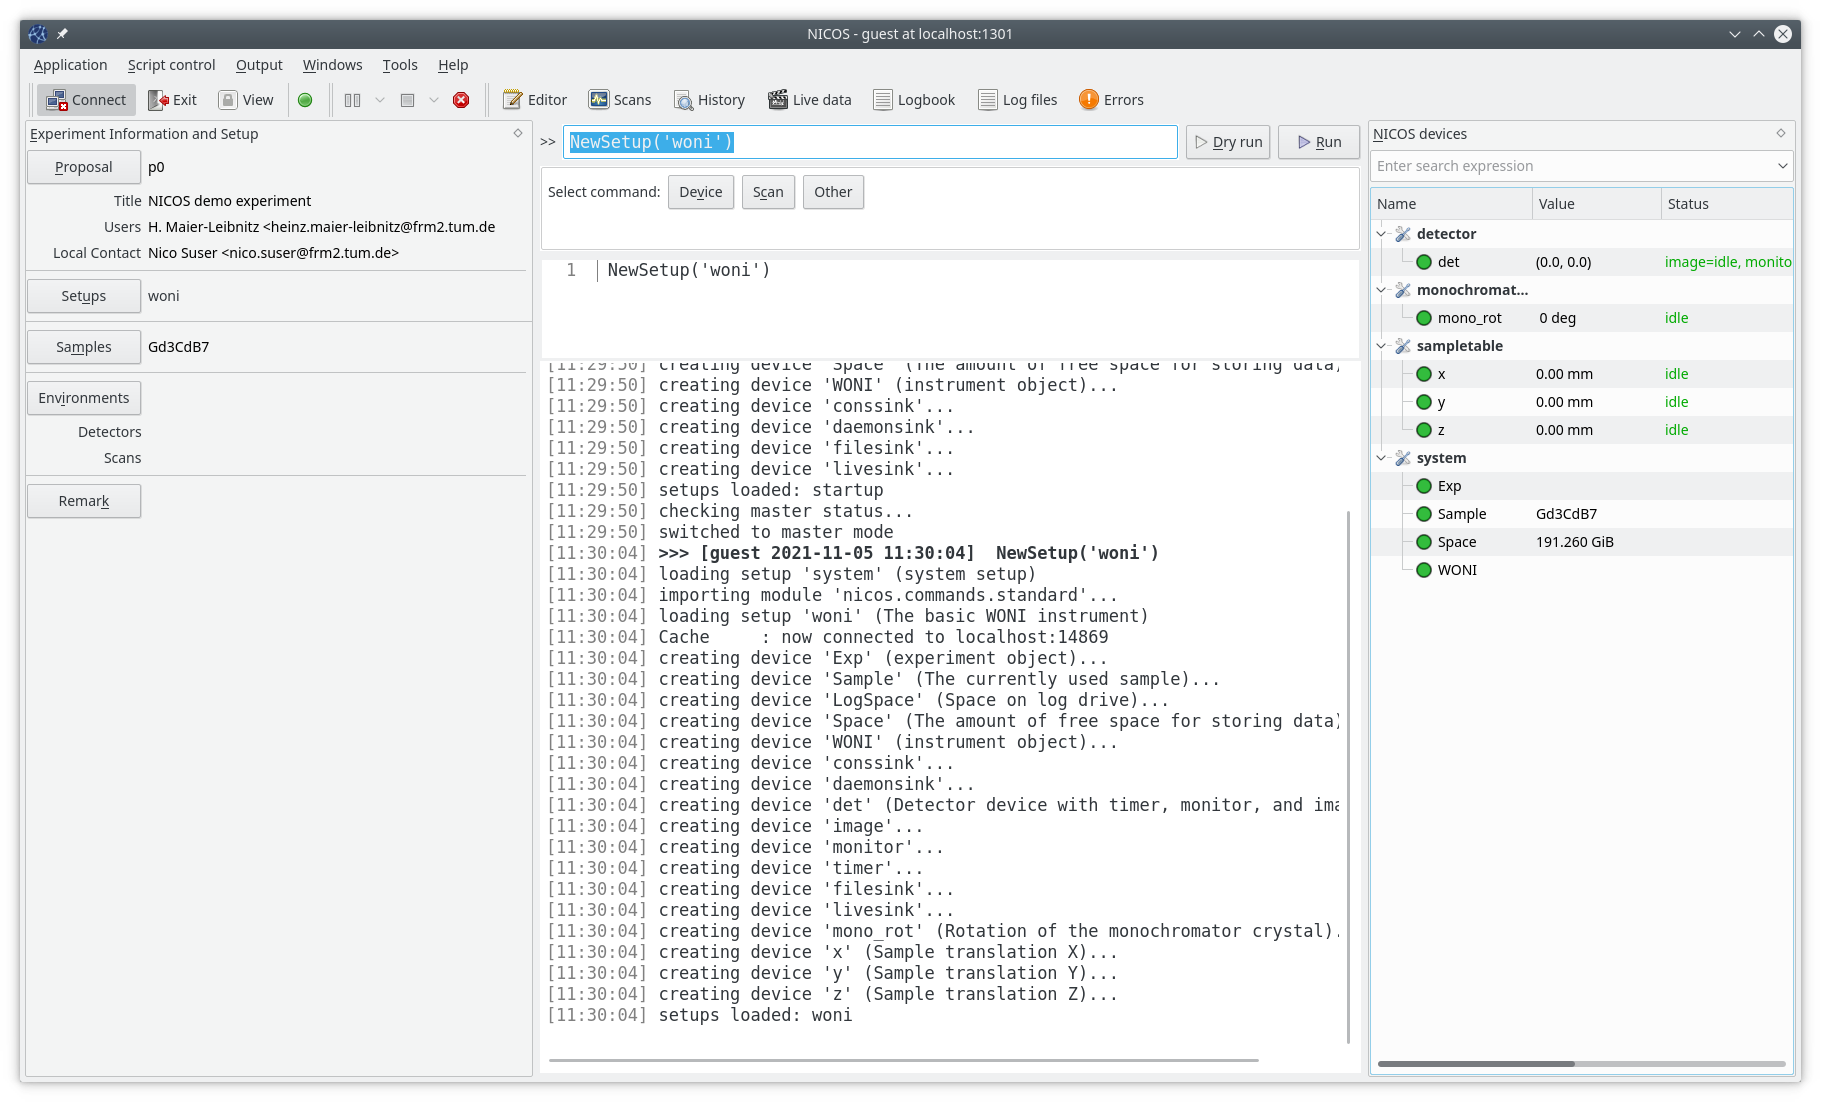 NICOS - guest at localhost:1301
Application Script control Output Windows Tools Help
Connect Exit View Editor Scans History Live data Logbook Log files Errors
Experiment Information and Setup
Proposal p0
Title NICOS demo experiment
Users H. Maier-Leibnitz <heinz.maier-leibnitz@frm2.tum.de
Local Contact Nico Suser <nico.suser@frm2.tum.de>
Setups woni
Samples Gd3CdB7
Environments
Detectors
Scans
Remark
>> NewSetup('woni') Dry run Run
Select command: Device Scan Other
1 NewSetup('woni')
[11:29:50] creating device 'Space' (The amount of free space for storing data)
[11:29:50] creating device 'WONI' (instrument object)...
[11:29:50] creating device 'conssink'...
[11:29:50] creating device 'daemonsink'...
[11:29:50] creating device 'filesink'...
[11:29:50] creating device 'livesink'...
[11:29:50] setups loaded: startup
[11:29:50] checking master status...
[11:29:50] switched to master mode
[11:30:04] >>> [guest 2021-11-05 11:30:04]  NewSetup('woni')
[11:30:04] loading setup 'system' (system setup)
[11:30:04] importing module 'nicos.commands.standard'...
[11:30:04] loading setup 'woni' (The basic WONI instrument)
[11:30:04] Cache     : now connected to localhost:14869
[11:30:04] creating device 'Exp' (experiment object)...
[11:30:04] creating device 'Sample' (The currently used sample)...
[11:30:04] creating device 'LogSpace' (Space on log drive)...
[11:30:04] creating device 'Space' (The amount of free space for storing data)
[11:30:04] creating device 'WONI' (instrument object)...
[11:30:04] creating device 'conssink'...
[11:30:04] creating device 'daemonsink'...
[11:30:04] creating device 'det' (Detector device with timer, monitor, and ima
[11:30:04] creating device 'image'...
[11:30:04] creating device 'monitor'...
[11:30:04] creating device 'timer'...
[11:30:04] creating device 'filesink'...
[11:30:04] creating device 'livesink'...
[11:30:04] creating device 'mono_rot' (Rotation of the monochromator crystal).
[11:30:04] creating device 'x' (Sample translation X)...
[11:30:04] creating device 'y' (Sample translation Y)...
[11:30:04] creating device 'z' (Sample translation Z)...
[11:30:04] setups loaded: woni
NICOS devices
Enter search expression
Name Value Status
detector
det (0.0, 0.0) image=idle, monito
monochromat...
mono_rot 0 deg idle
sampletable
x 0.00 mm idle
y 0.00 mm idle
z 0.00 mm idle
system
Exp
Sample Gd3CdB7
Space 191.260 GiB
WONI